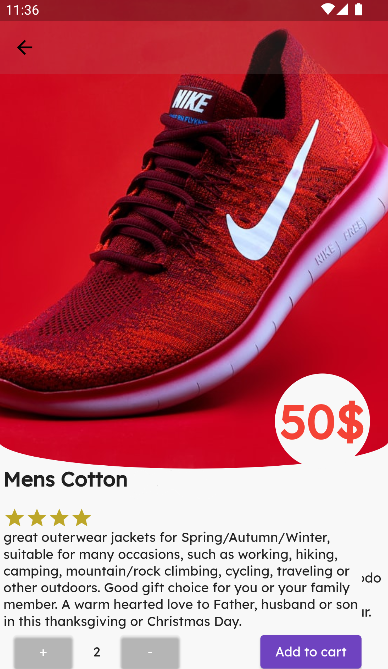 11:36
NIKE
NIKE FREE
50$
Mens Cotton
great outerwear jackets for Spring/Autumn/Winter,
suitable for many occasions, such as working, hiking,
camping, mountain/rock climbing, cycling, traveling or
other outdoors. Good gift choice for you or your family
member. A warm hearted love to Father, husband or son
in this thanksgiving or Christmas Day.
+ 2 - Add to cart